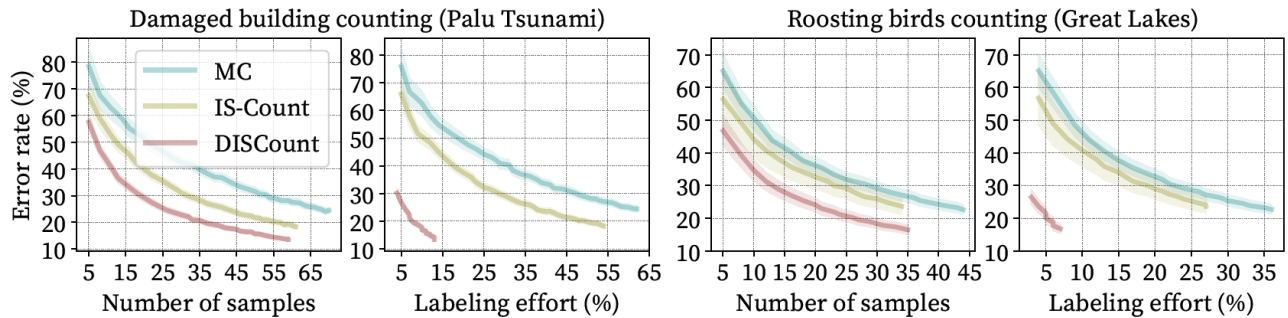 Damaged building counting (Palu Tsunami)
Roosting birds counting (Great Lakes)
Error rate (%)
80
70
60
50
40
30
20
10
MC
IS-Count
DISCount
5 15 25 35 45 55 65
Number of samples
80
70
60
50
40
30
20
10
5 15 25 35 45 55 65
Labeling effort (%)
70
60
50
40
30
20
10
5 10 15 20 25 30 35 40 45
Number of samples
70
60
50
40
30
20
10
5 10 15 20 25 30 35
Labeling effort (%)